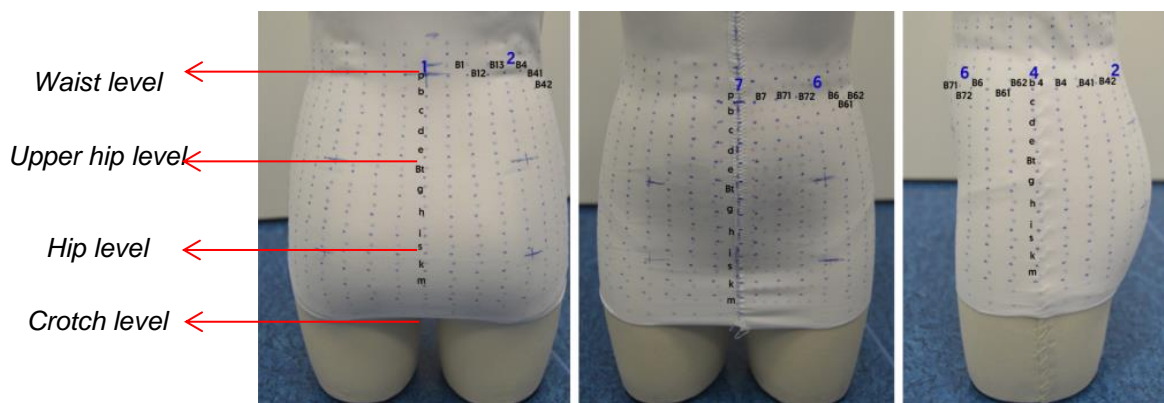 Waist level
Upper hip level
Hip level
Crotch level
1 B1 B12 B13 2 B4 B41 B42
p
b
c
d
e
Bt
g
h
l
s
k
m
7 B7 B71 B72 6 B6 B61 B62
p
b
c
d
e
Bt
g
h
l
s
k
m
6 B71 B72 B6 B61 B62 4 b 4 B4 B41 B42 2
c
d
e
Bt
g
h
i
s
k
m